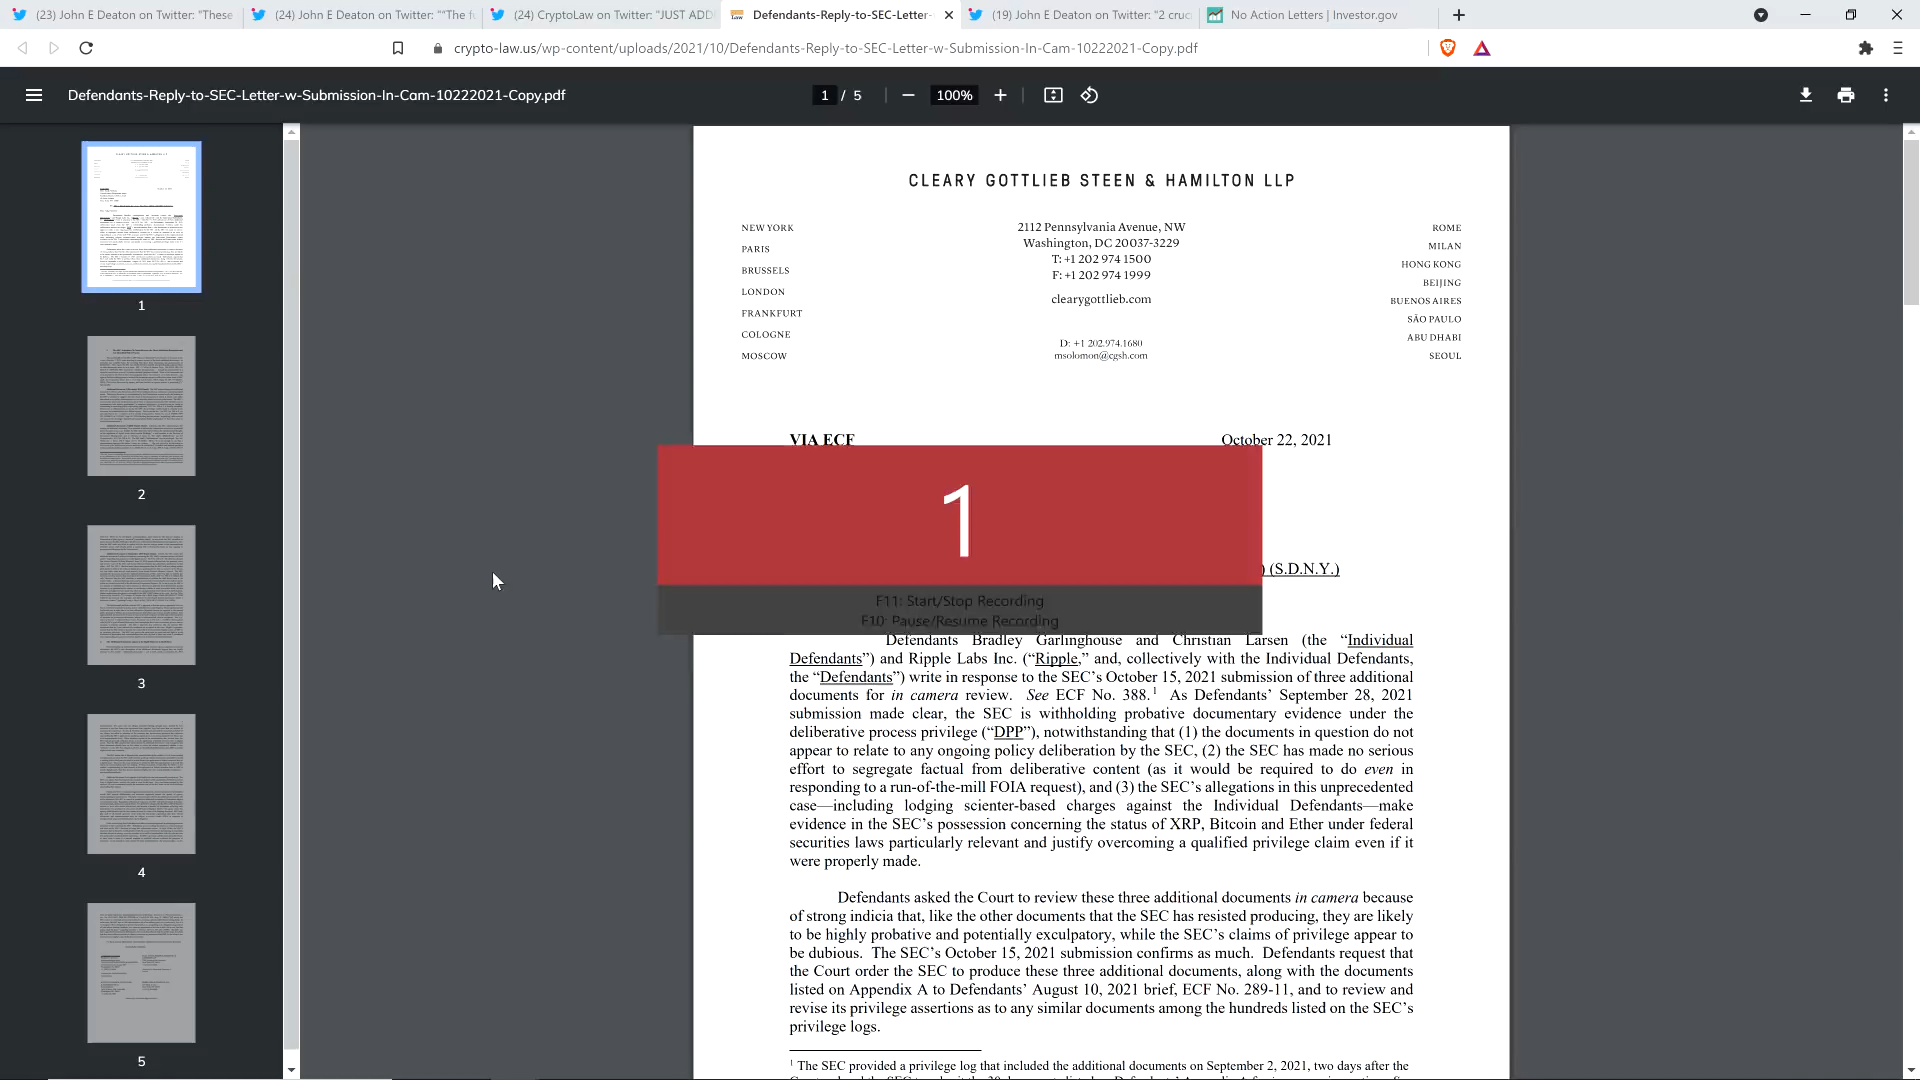 (23) John E Deaton on Twitter: "These
(24) John E Deaton on Twitter: "“The fu
(24) CryptoLaw on Twitter: "JUST ADD
Defendants-Reply-to-SEC-Letter-
(19) John E Deaton on Twitter: "2 cruc
No Action Letters | Investor.gov
crypto-law.us/wp-content/uploads/2021/10/Defendants-Reply-to-SEC-Letter-w-Submission-In-Cam-10222021-Copy.pdf
Defendants-Reply-to-SEC-Letter-w-Submission-In-Cam-10222021-Copy.pdf
1 / 5
100%
1
2
3
4
5
CLEARY GOTTLIEB STEEN & HAMILTON LLP
NEW YORK
PARIS
BRUSSELS
LONDON
FRANKFURT
COLOGNE
MOSCOW
2112 Pennsylvania Avenue, NW
Washington, DC 20037-3229
T: +1 202 974 1500
F: +1 202 974 1999
clearygottlieb.com
D: +1 202.974.1680
msolomon@cgsh.com
ROME
MILAN
HONG KONG
BEIJING
BUENOS AIRES
SÃO PAULO
ABU DHABI
SEOUL
VIA ECF
October 22, 2021
1
F11: Start/Stop Recording
F10: Pause/Resume Recording
) (S.D.N.Y.)
Defendants Bradley Garlinghouse and Christian Larsen (the “Individual
Defendants”) and Ripple Labs Inc. (“Ripple,” and, collectively with the Individual Defendants,
the “Defendants”) write in response to the SEC’s October 15, 2021 submission of three additional
documents for in camera review. See ECF No. 388.1 As Defendants’ September 28, 2021
submission made clear, the SEC is withholding probative documentary evidence under the
deliberative process privilege (“DPP”), notwithstanding that (1) the documents in question do not
appear to relate to any ongoing policy deliberation by the SEC, (2) the SEC has made no serious
effort to segregate factual from deliberative content (as it would be required to do even in
responding to a run-of-the-mill FOIA request), and (3) the SEC’s allegations in this unprecedented
case—including lodging scienter-based charges against the Individual Defendants—make
evidence in the SEC’s possession concerning the status of XRP, Bitcoin and Ether under federal
securities laws particularly relevant and justify overcoming a qualified privilege claim even if it
were properly made.
Defendants asked the Court to review these three additional documents in camera because
of strong indicia that, like the other documents that the SEC has resisted producing, they are likely
to be highly probative and potentially exculpatory, while the SEC’s claims of privilege appear to
be dubious. The SEC’s October 15, 2021 submission confirms as much. Defendants request that
the Court order the SEC to produce these three additional documents, along with the documents
listed on Appendix A to Defendants’ August 10, 2021 brief, ECF No. 289-11, and to review and
revise its privilege assertions as to any similar documents among the hundreds listed on the SEC’s
privilege logs.
1 The SEC provided a privilege log that included the additional documents on September 2, 2021, two days after the